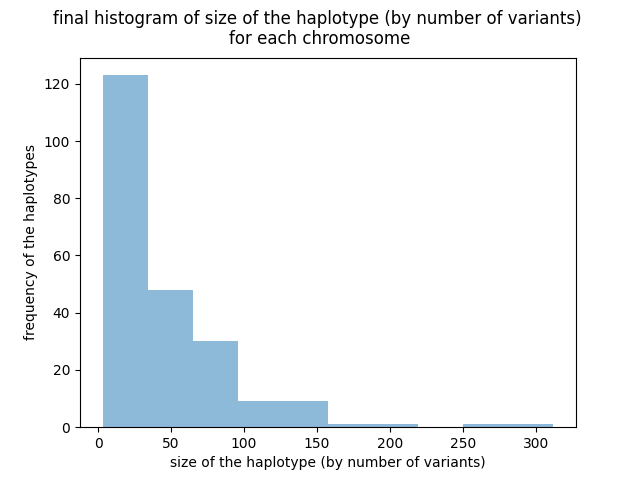 final histogram of size of the haplotype (by number of variants)
for each chromosome
frequency of the haplotypes
120
100
80
60
40
20
0
0 50 100 150 200 250 300
size of the haplotype (by number of variants)